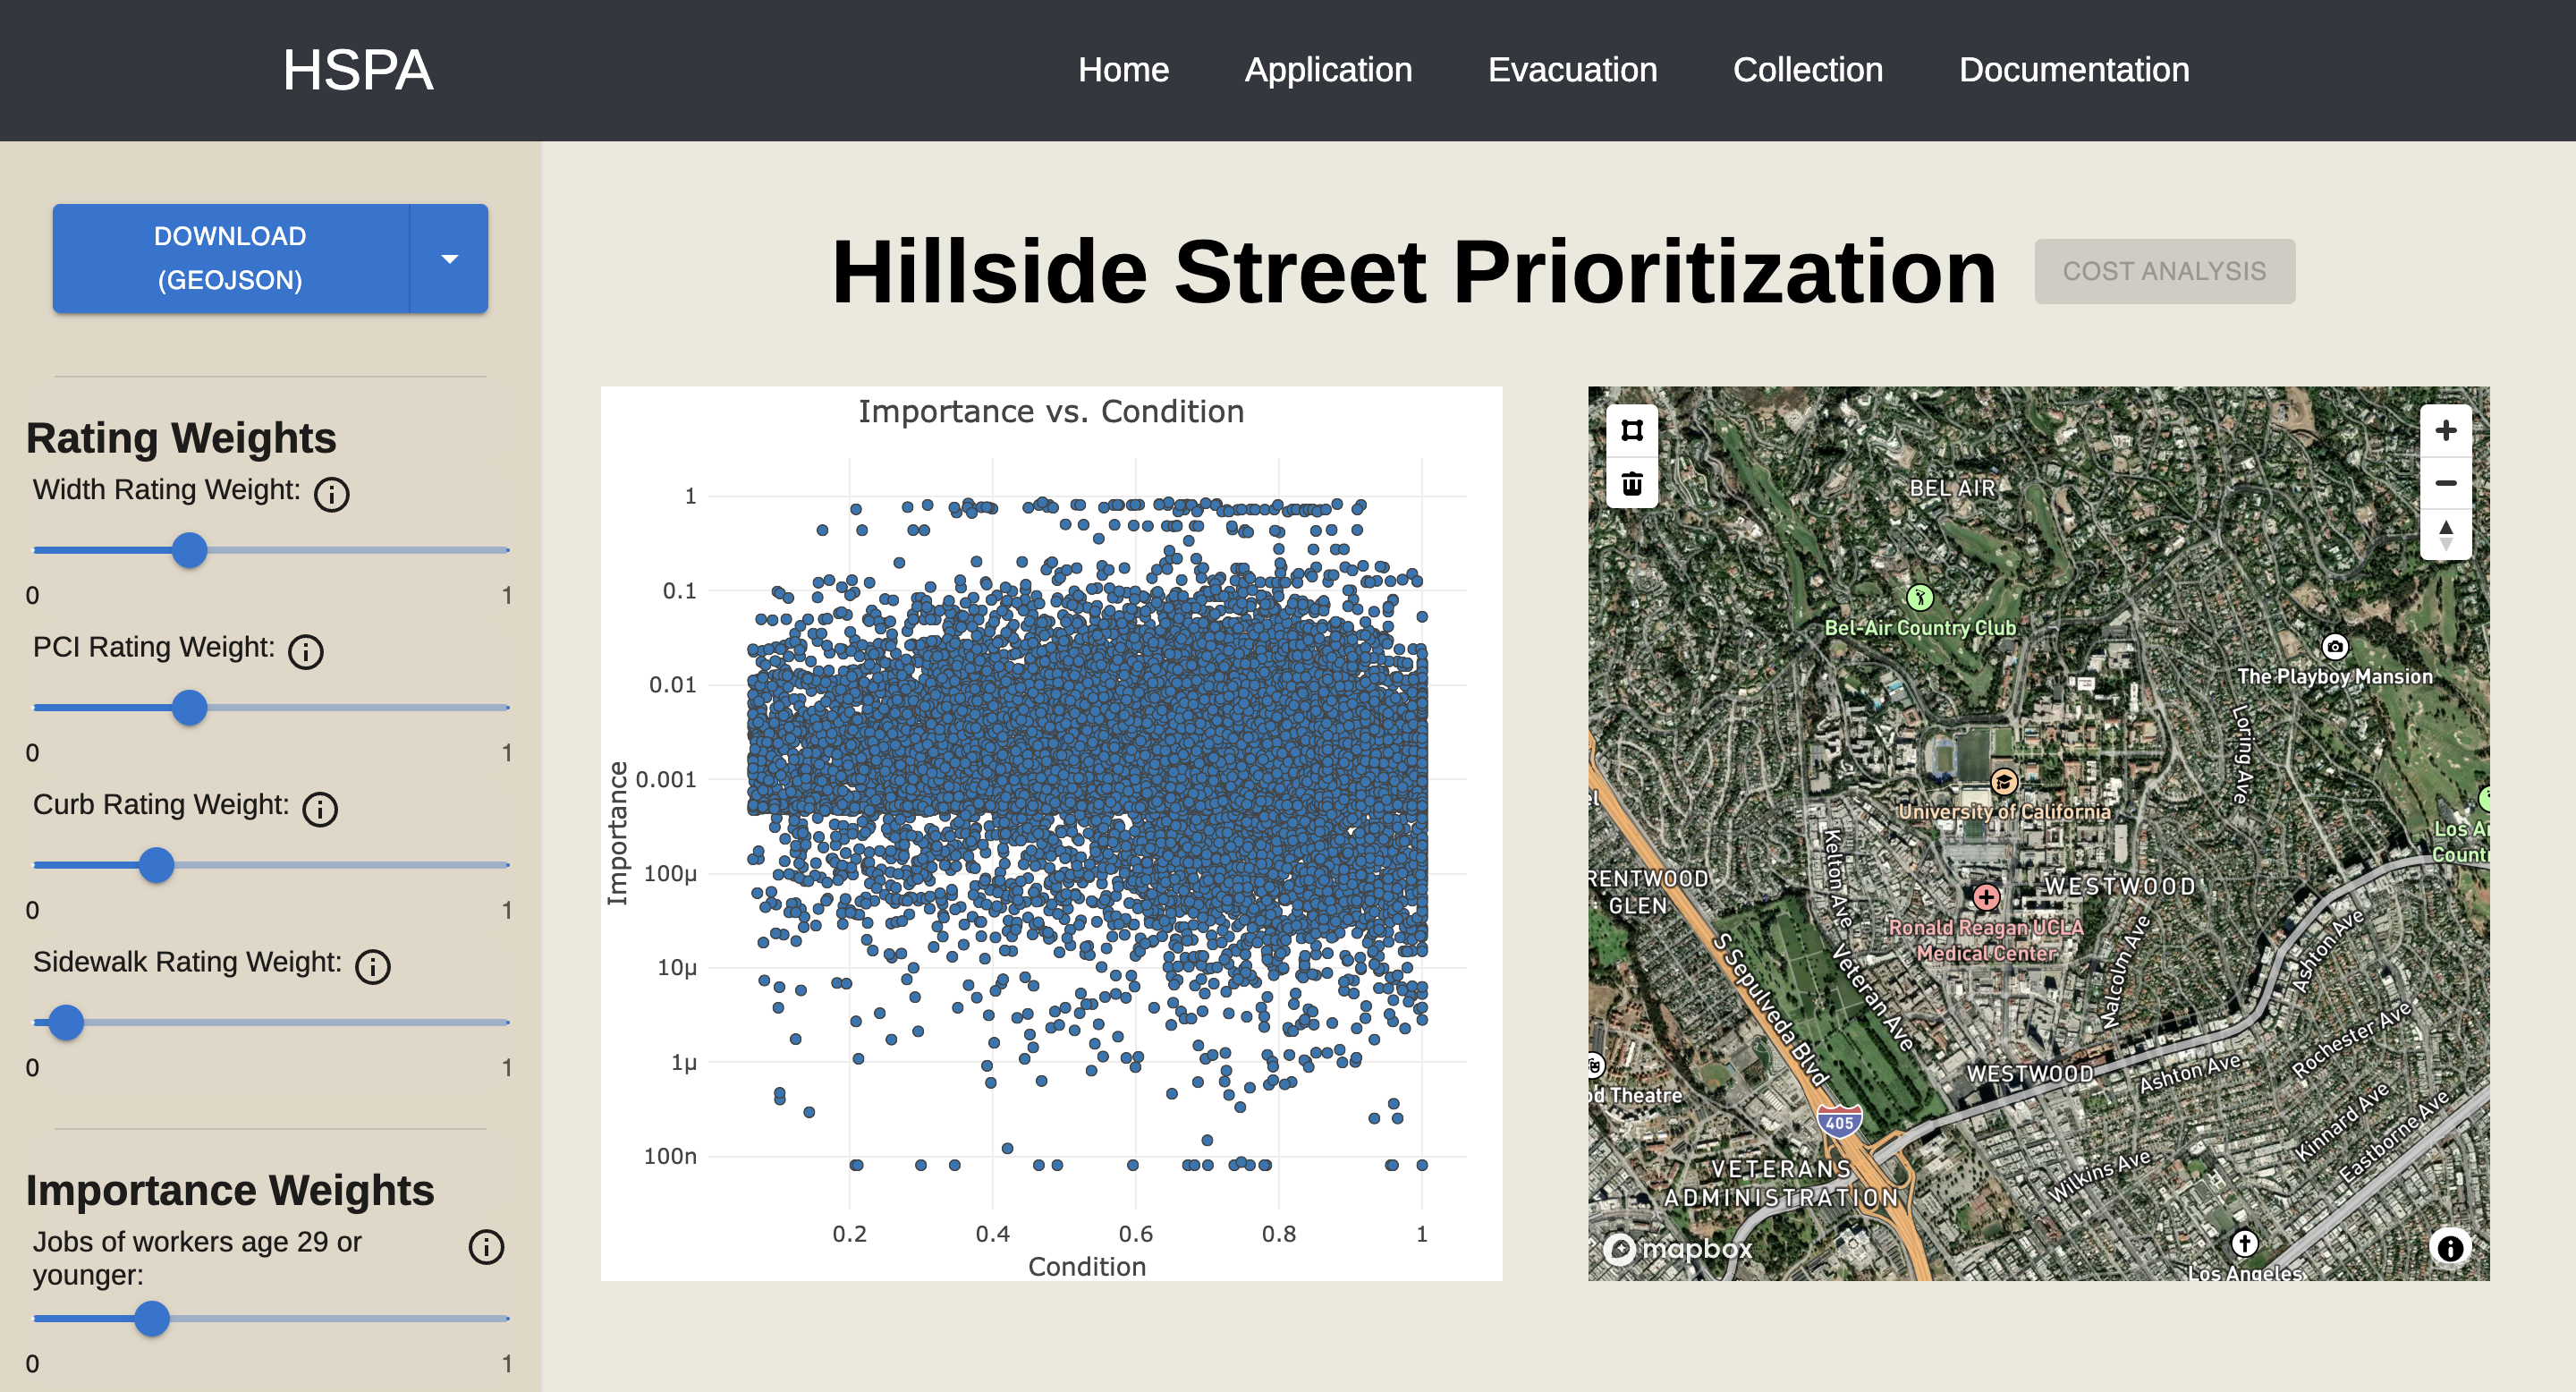 HSPA
Home
Application
Evacuation
Collection
Documentation
DOWNLOAD
(GEOJSON)
Rating Weights
Width Rating Weight:
0
1
PCI Rating Weight:
0
1
Curb Rating Weight:
0
1
Sidewalk Rating Weight:
0
1
Importance Weights
Jobs of workers age 29 or
younger:
0
1
Hillside Street Prioritization
COST ANALYSIS
Importance vs. Condition
1
0.1
0.01
0.001
100μ
10μ
1μ
100n
Importance
0.2
0.4
0.6
0.8
1
Condition
BEL AIR
Bel-Air Country Club
The Playboy Mansion
Loring Ave
University of California
Los An
Countr
el
Kelton Ave
RENTWOOD
GLEN
WESTWOOD
Ronald Reagan UCLA
Medical Center
Malcolm Ave
Ashton Ave
S Sepulveda Blvd
Veteran Ave
WESTWOOD
Ashton Ave
Rochester Ave
od Theatre
405
Kinnard Ave
Eastborne Ave
Wilkins Ave
VETERANS
ADMINISTRATION
mapbox
Los Angeles